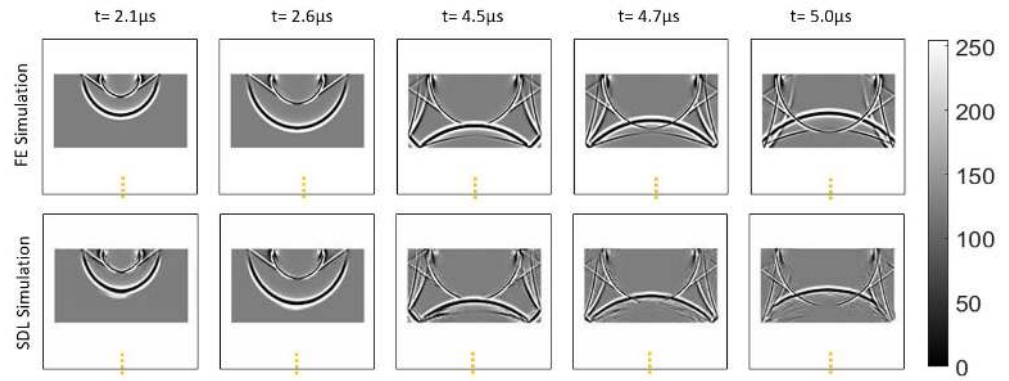 t= 2.1µs t= 2.6µs t= 4.5µs t= 4.7µs t= 5.0µs
FE Simulation
SDL Simulation
250
200
150
100
50
0